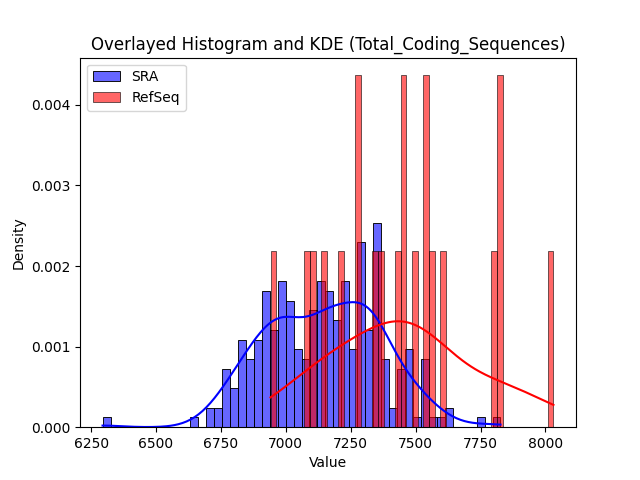 Overlayed Histogram and KDE (Total_Coding_Sequences)
SRA
RefSeq
0.004
0.003
0.002
0.001
0.000
Density
6250 6500 6750 7000 7250 7500 7750 8000
Value